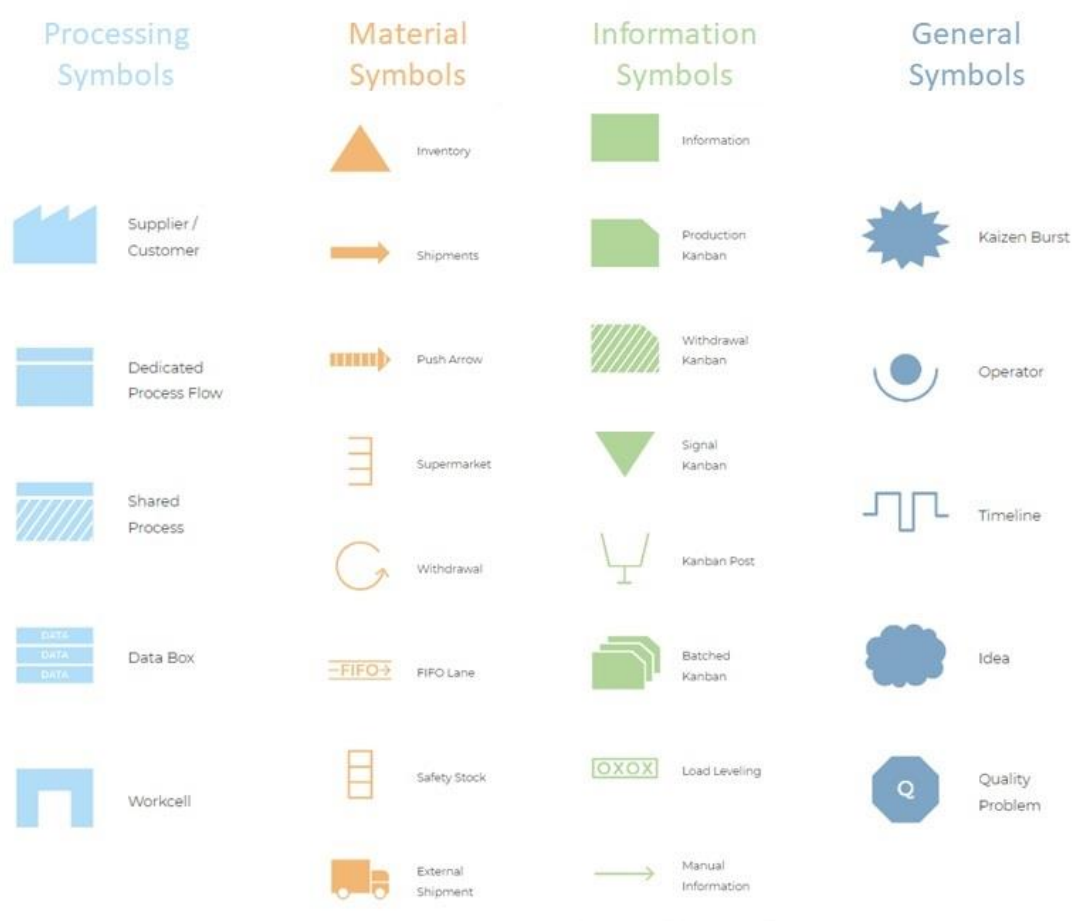 Processing
Symbols
Supplier /
Customer
Dedicated
Process Flow
Shared
Process
DATA
DATA
DATA
Data Box
Workcell
Material
Symbols
Inventory
Shipments
Push Arrow
Supermarket
Withdrawal
FIFO
FIFO Lane
Safety Stock
External
Shipment
Information
Symbols
Information
Production
Kanban
Withdrawal
Kanban
Signal
Kanban
Kanban Post
Batched
Kanban
OXOX
Load Leveling
Manual
Information
General
Symbols
Kaizen Burst
Operator
Timeline
Idea
Q
Quality
Problem